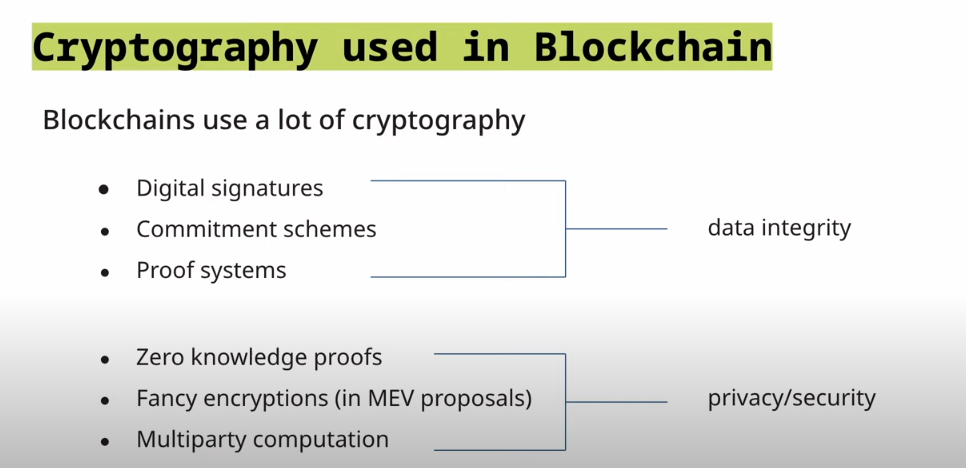 Cryptography used in Blockchain
Blockchains use a lot of cryptography
• Digital signatures
• Commitment schemes
• Proof systems
data integrity
• Zero knowledge proofs
• Fancy encryptions (in MEV proposals)
• Multiparty computation
privacy/security